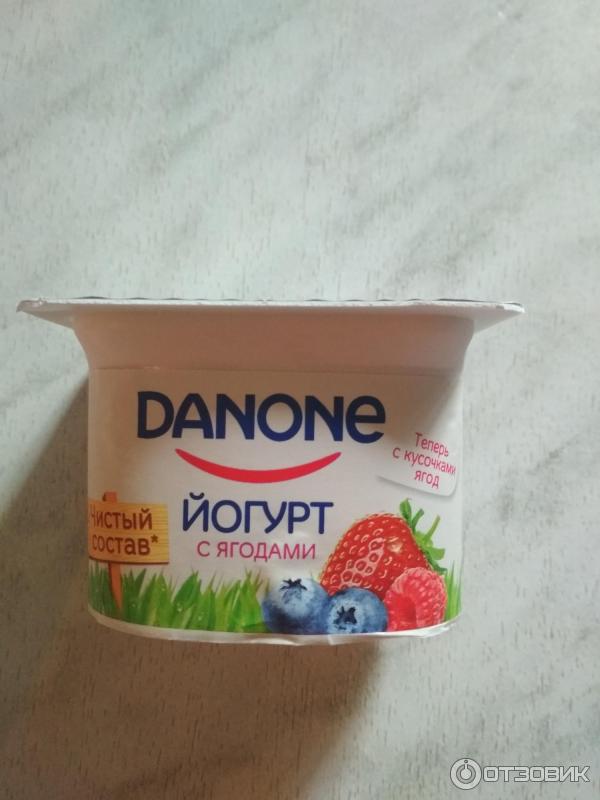 DANONE
Теперь
с кусочками
ягод
ЙОГУРТ
С ЯГОДАМИ
Чистый
состав*
ОТЗОВИК